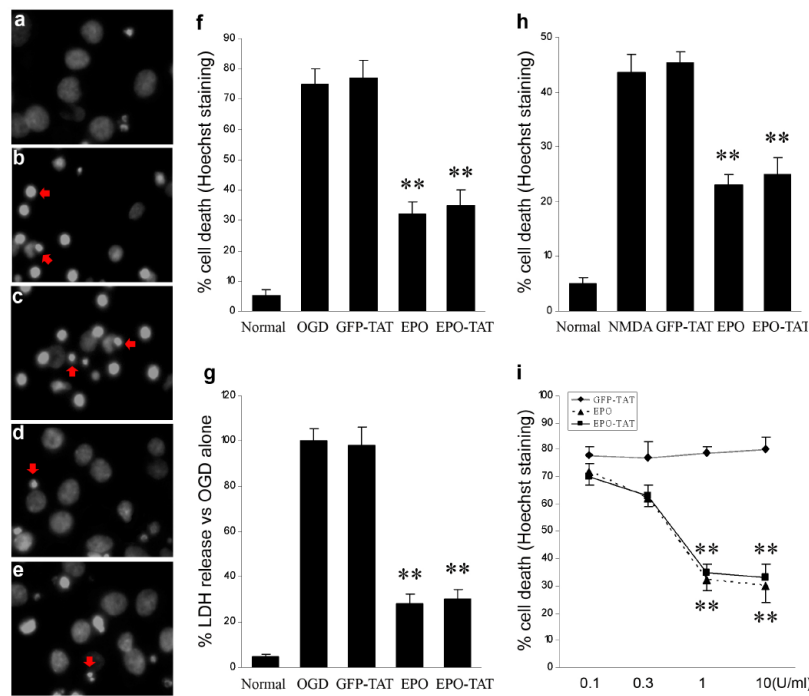 a
b
c
d
e
f
% cell death (Hoechst staining)
90
80
70
60
50
40
30
20
10
0
** **
Normal OGD GFP-TAT EPO EPO-TAT
g
% LDH release vs OGD alone
120
100
80
60
40
20
0
** **
Normal OGD GFP-TAT EPO EPO-TAT
h
% cell death (Hoechst staining)
50
40
30
20
10
0
** **
Normal NMDA GFP-TAT EPO EPO-TAT
i
% cell death (Hoechst staining)
100
90
80
70
60
50
40
30
20
10
0
GFP-TAT
EPO
EPO-TAT
** **
** **
0.1 0.3 1 10(U/ml)